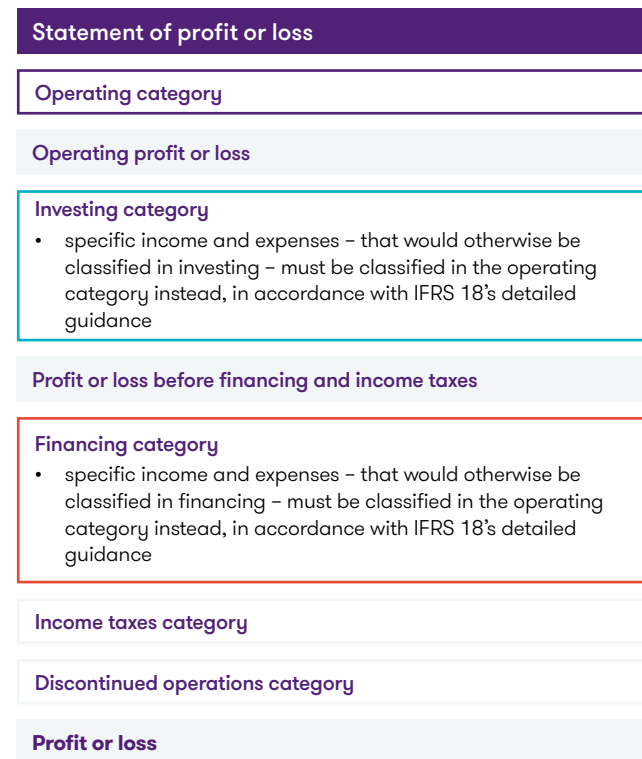 Statement of profit or loss
Operating category
Operating profit or loss
Investing category
• specific income and expenses – that would otherwise be
classified in investing – must be classified in the operating
category instead, in accordance with IFRS 18’s detailed
guidance
Profit or loss before financing and income taxes
Financing category
• specific income and expenses – that would otherwise be
classified in financing – must be classified in the operating
category instead, in accordance with IFRS 18’s detailed
guidance
Income taxes category
Discontinued operations category
Profit or loss